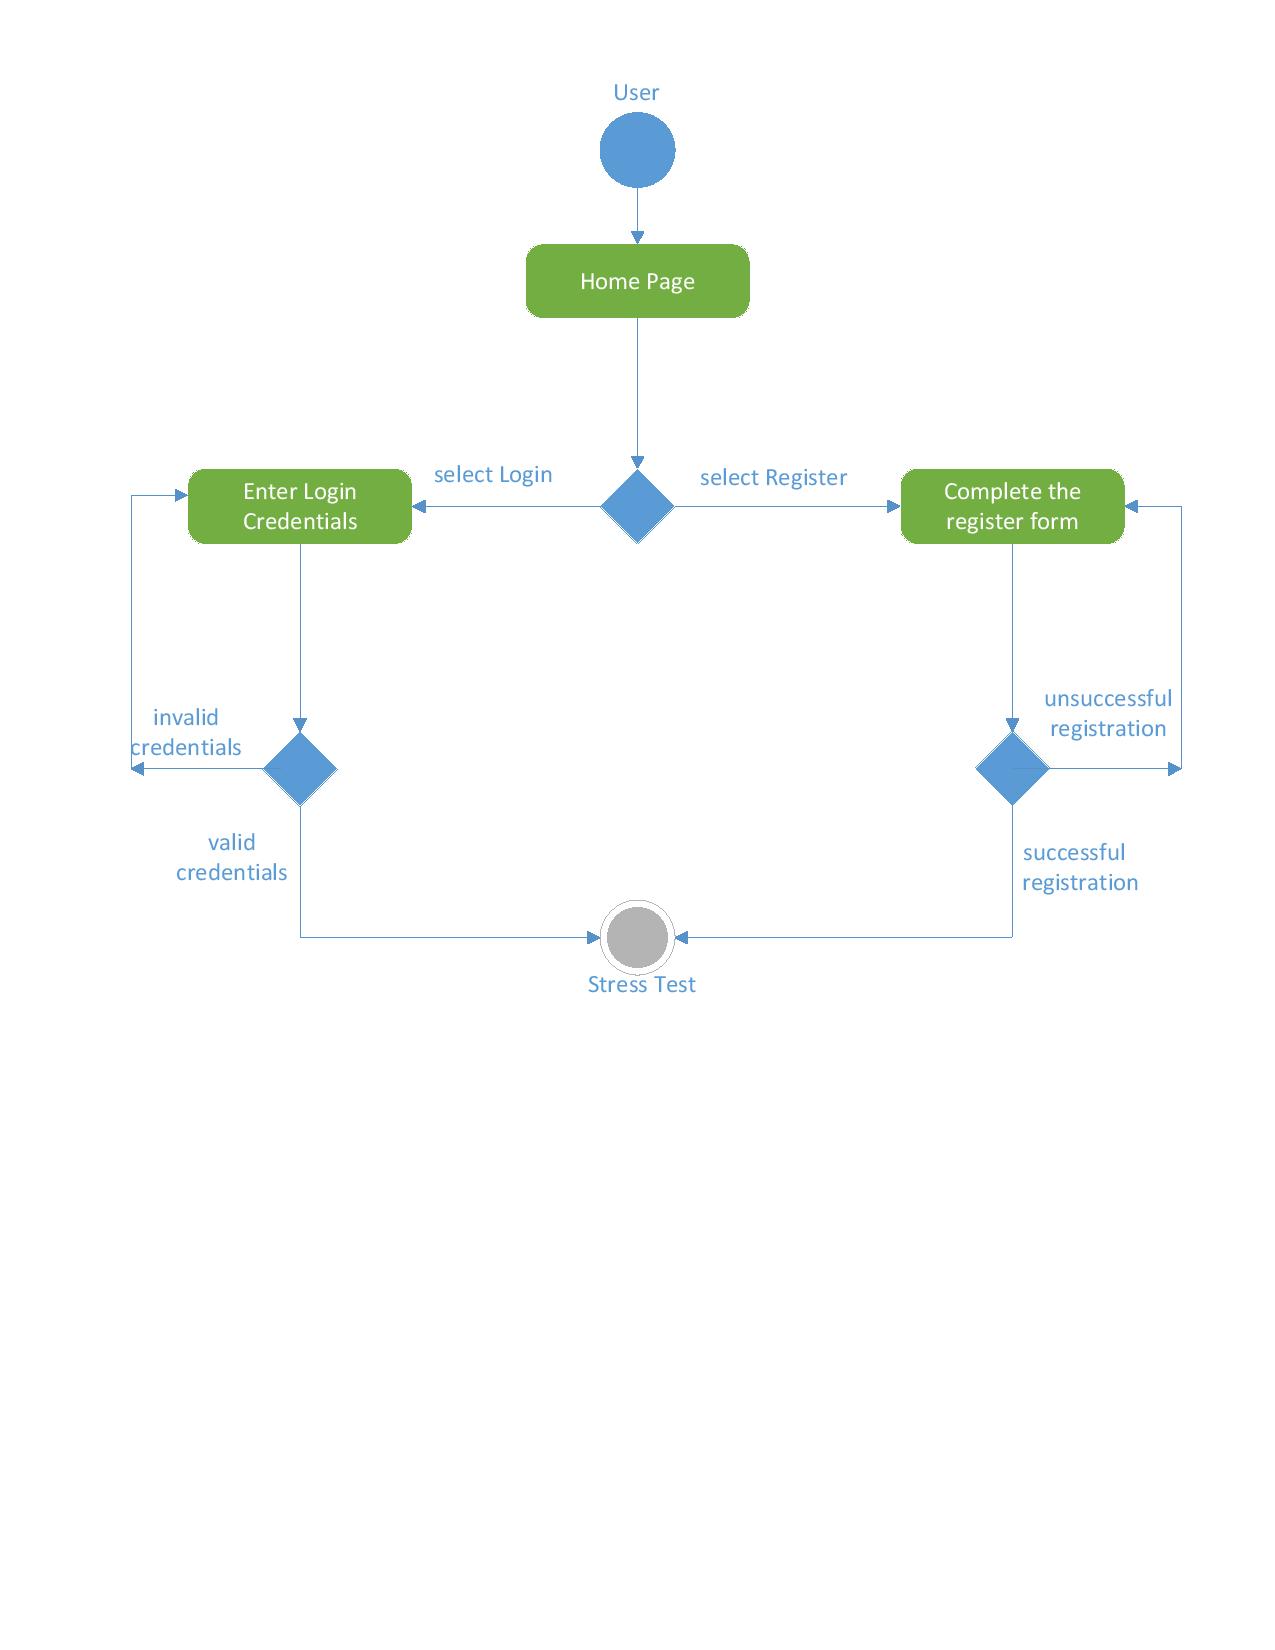 User
Home Page
select Login
select Register
Enter Login
Credentials
Complete the
register form
invalid
credentials
unsuccessful
registration
valid
credentials
successful
registration
Stress Test